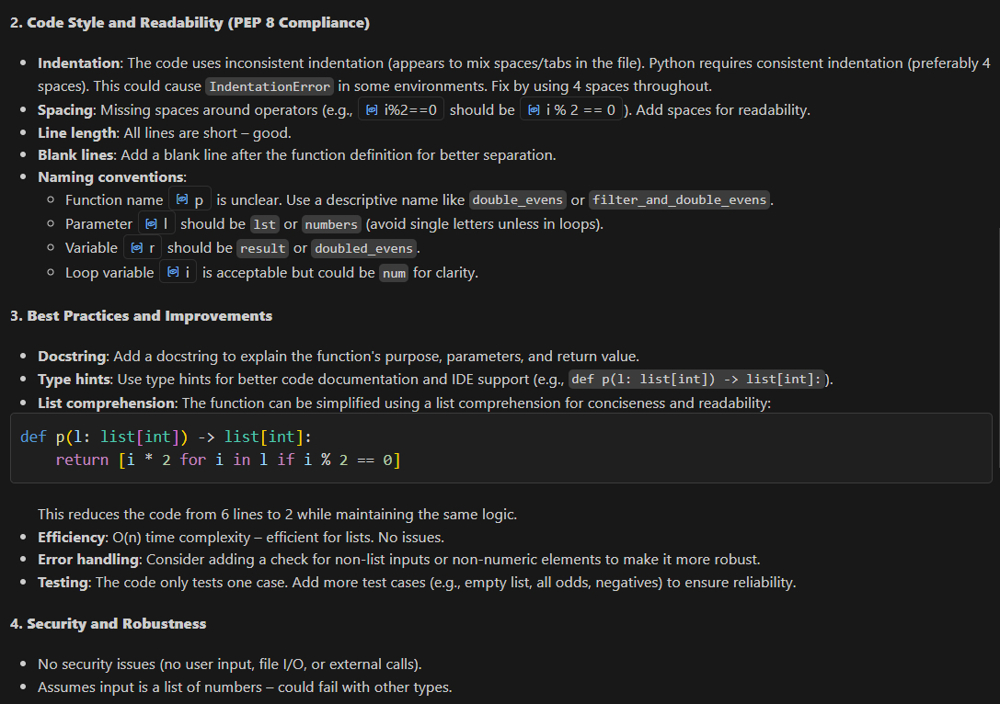 2. Code Style and Readability (PEP 8 Compliance)
Indentation: The code uses inconsistent indentation (appears to mix spaces/tabs in the file). Python requires consistent indentation (preferably 4
spaces). This could cause IndentationError in some environments. Fix by using 4 spaces throughout.
Spacing: Missing spaces around operators (e.g., i%2==0 should be i % 2 == 0 ). Add spaces for readability.
Line length: All lines are short – good.
Blank lines: Add a blank line after the function definition for better separation.
Naming conventions:
Function name p is unclear. Use a descriptive name like double_evens or filter_and_double_evens.
Parameter l should be lst or numbers (avoid single letters unless in loops).
Variable r should be result or doubled_evens.
Loop variable i is acceptable but could be num for clarity.
3. Best Practices and Improvements
Docstring: Add a docstring to explain the function's purpose, parameters, and return value.
Type hints: Use type hints for better code documentation and IDE support (e.g., def p(l: list[int]) -> list[int]:).
List comprehension: The function can be simplified using a list comprehension for conciseness and readability:
def p(l: list[int]) -> list[int]:
    return [i * 2 for i in l if i % 2 == 0]
This reduces the code from 6 lines to 2 while maintaining the same logic.
Efficiency: O(n) time complexity – efficient for lists. No issues.
Error handling: Consider adding a check for non-list inputs or non-numeric elements to make it more robust.
Testing: The code only tests one case. Add more test cases (e.g., empty list, all odds, negatives) to ensure reliability.
4. Security and Robustness
No security issues (no user input, file I/O, or external calls).
Assumes input is a list of numbers – could fail with other types.